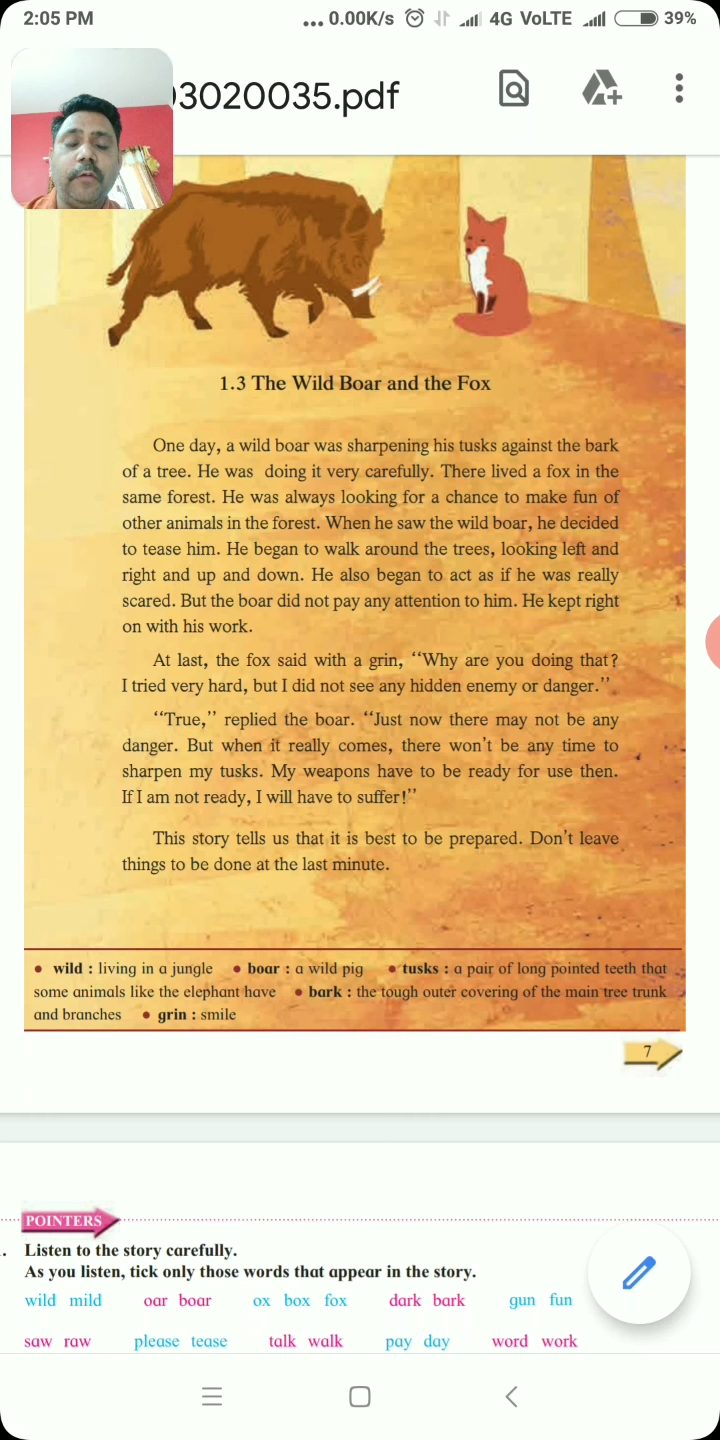 2:05 PM ... 0.00K/s 4G VoLTE 39%
)3020035.pdf
1.3 The Wild Boar and the Fox
One day, a wild boar was sharpening his tusks against the bark
of a tree. He was doing it very carefully. There lived a fox in the
same forest. He was always looking for a chance to make fun of
other animals in the forest. When he saw the wild boar, he decided
to tease him. He began to walk around the trees, looking left and
right and up and down. He also began to act as if he was really
scared. But the boar did not pay any attention to him. He kept right
on with his work.
At last, the fox said with a grin, “Why are you doing that?
I tried very hard, but I did not see any hidden enemy or danger.”
“True,” replied the boar. “Just now there may not be any
danger. But when it really comes, there won’t be any time to
sharpen my tusks. My weapons have to be ready for use then.
If I am not ready, I will have to suffer!”
This story tells us that it is best to be prepared. Don’t leave
things to be done at the last minute.
• wild : living in a jungle • boar : a wild pig • tusks : a pair of long pointed teeth that
some animals like the elephant have • bark : the tough outer covering of the main tree trunk
and branches • grin : smile
7
POINTERS
. Listen to the story carefully.
As you listen, tick only those words that appear in the story.
wild mild oar boar ox box fox dark bark gun fun
saw raw please tease talk walk pay day word work